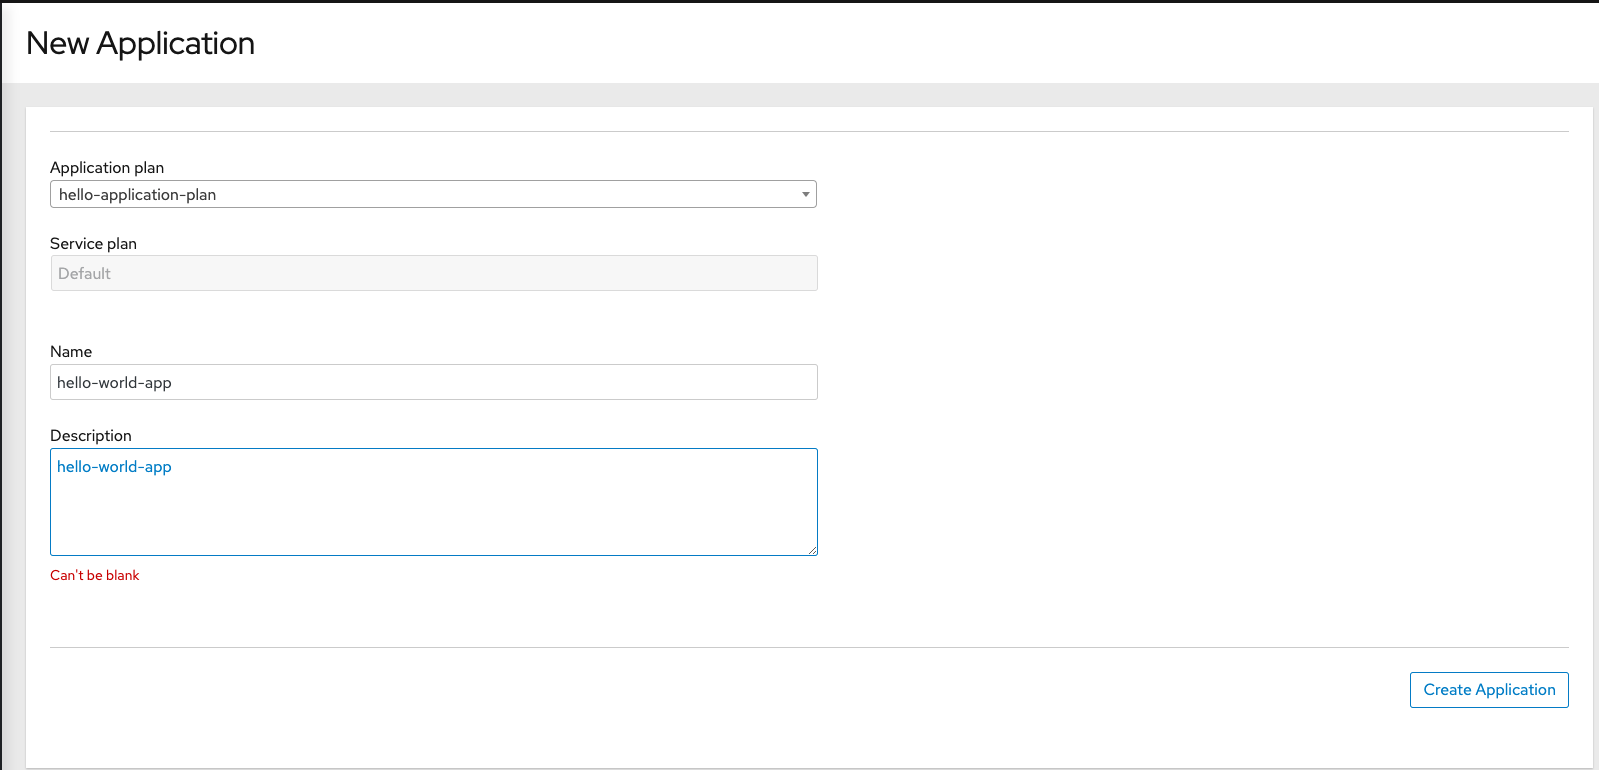 New Application
Application plan
hello-application-plan
Service plan
Default
Name
hello-world-app
Description
hello-world-app
Can't be blank
Create Application